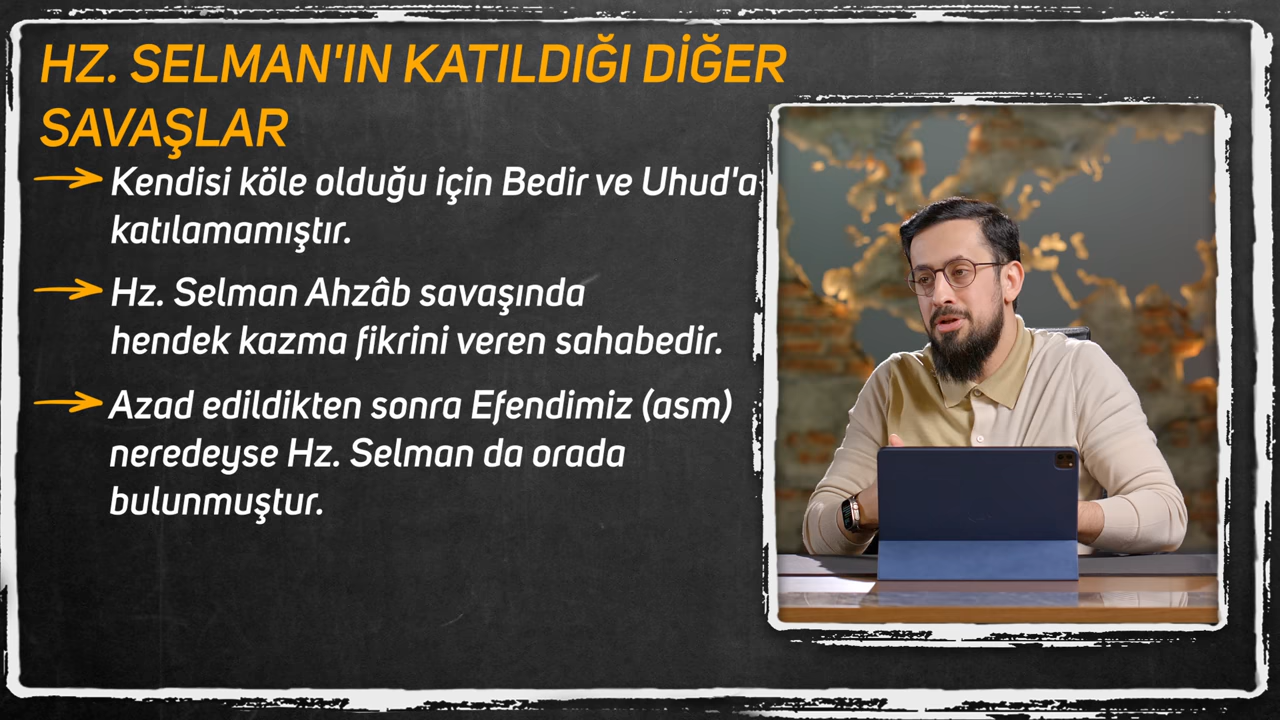 HZ. SELMAN'IN KATILDIĞI DİĞER
SAVAŞLAR
Kendisi köle olduğu için Bedir ve Uhud'a
katılamamıştır.
Hz. Selman Ahzâb savaşında
hendek kazma fikrini veren sahabedir.
Azad edildikten sonra Efendimiz (asm)
neredeyse Hz. Selman da orada
bulunmuştur.